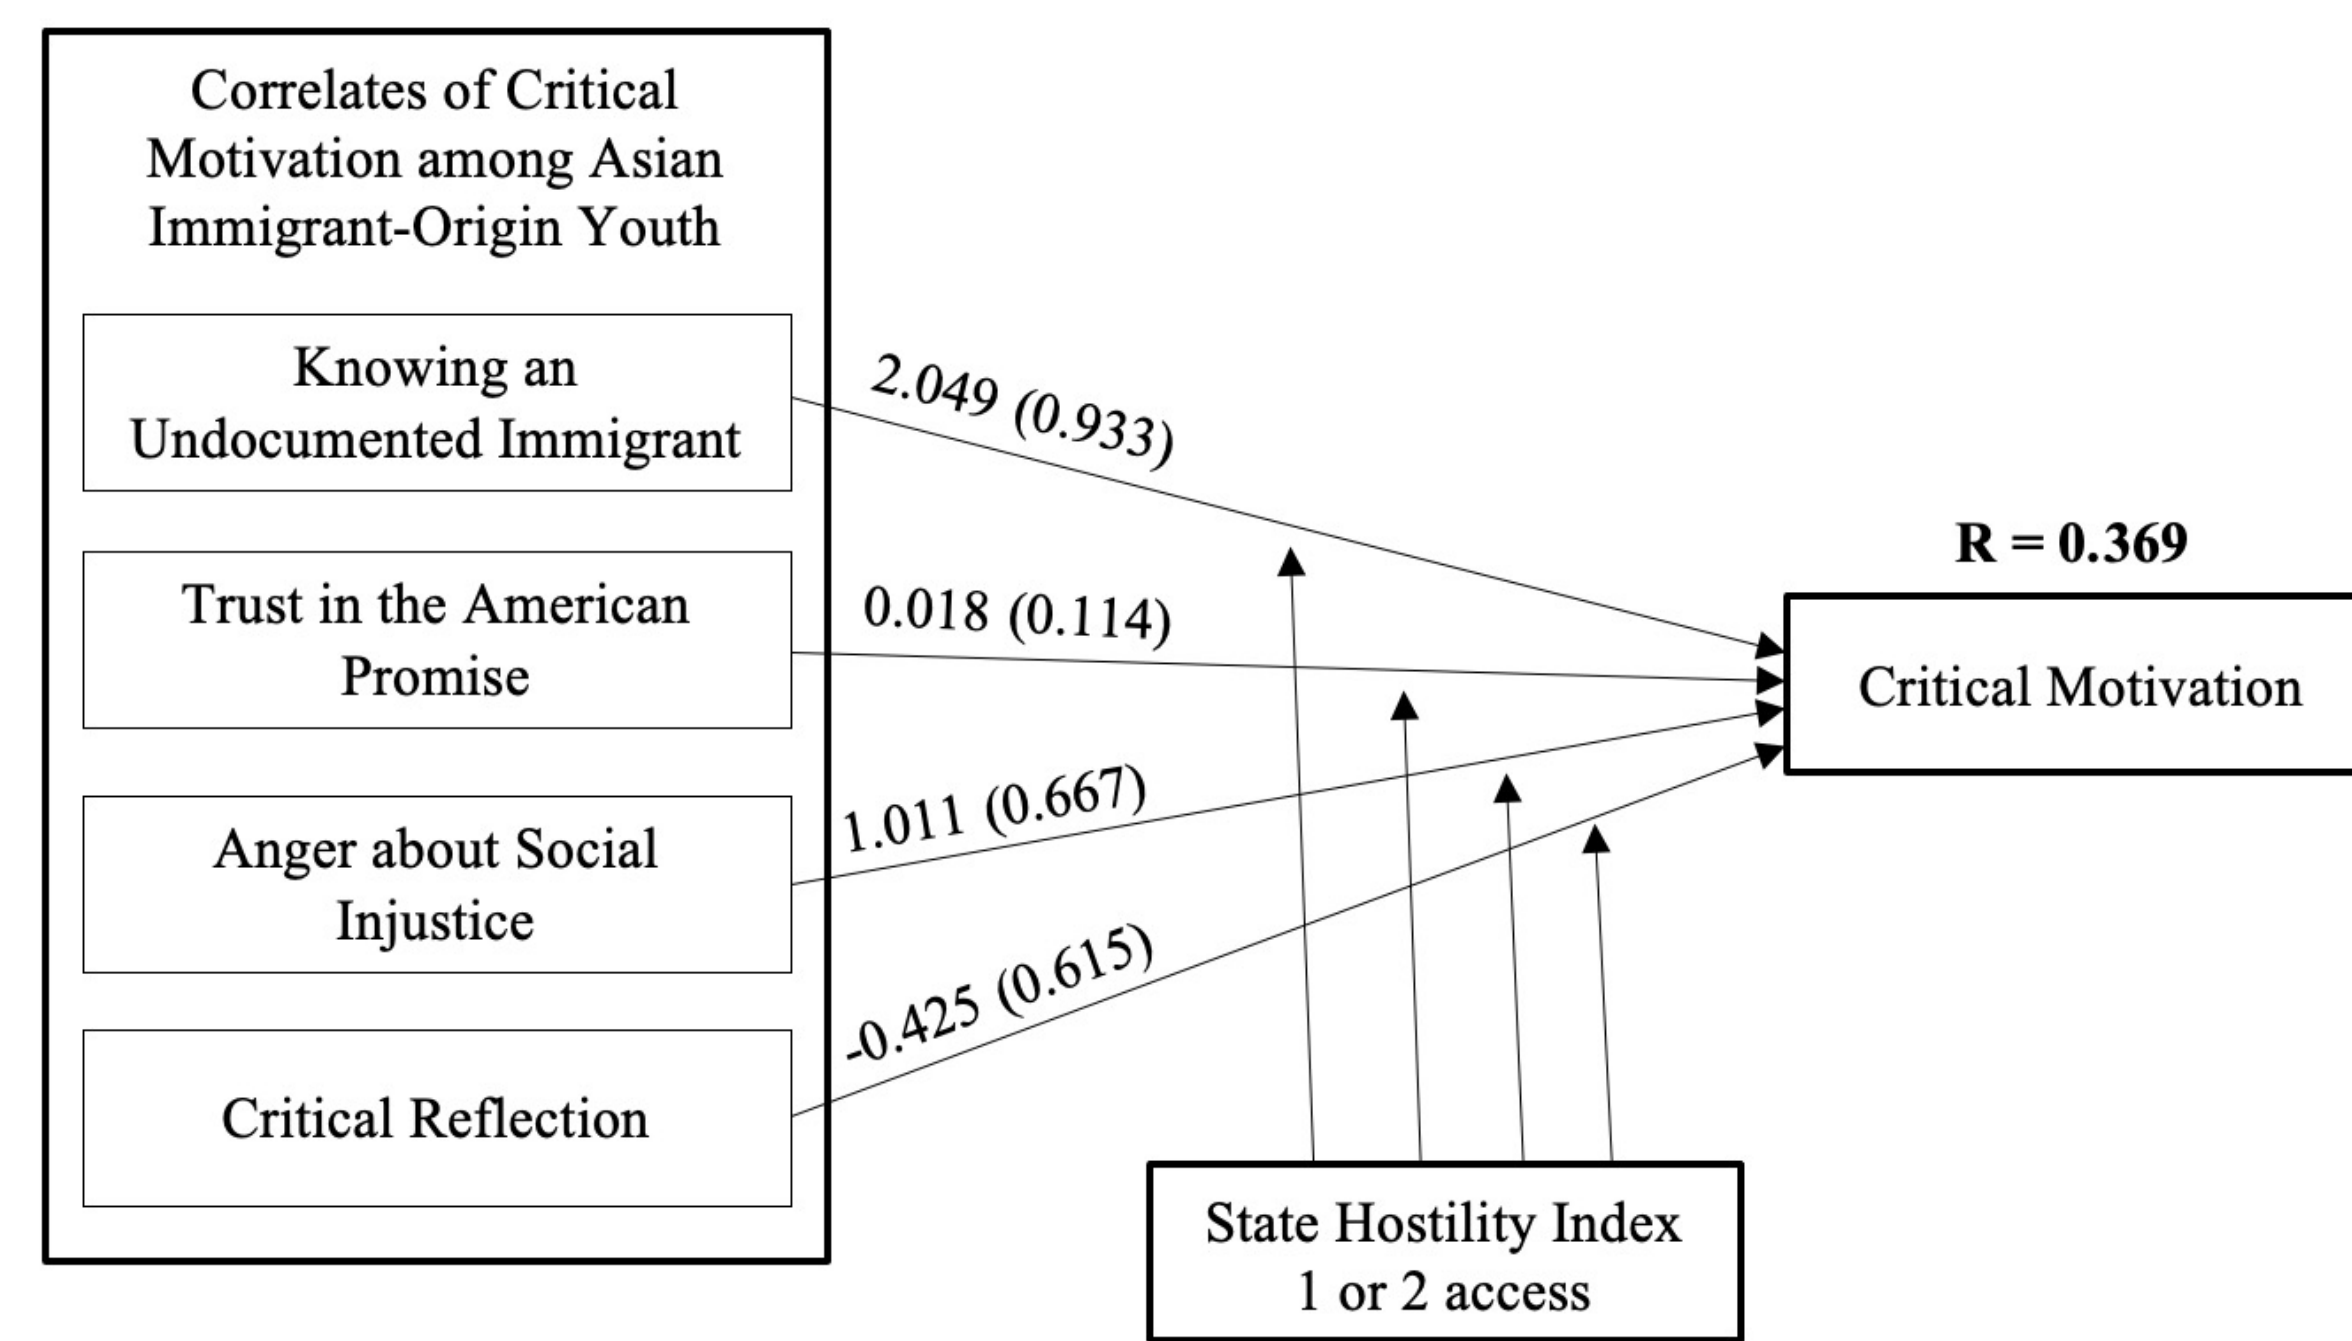 Correlates of Critical
Motivation among Asian
Immigrant-Origin Youth
Knowing an
Undocumented Immigrant
Trust in the American
Promise
Anger about Social
Injustice
Critical Reflection
2.049 (0.933)
0.018 (0.114)
1.011 (0.667)
-0.425 (0.615)
R = 0.369
Critical Motivation
State Hostility Index
1 or 2 access